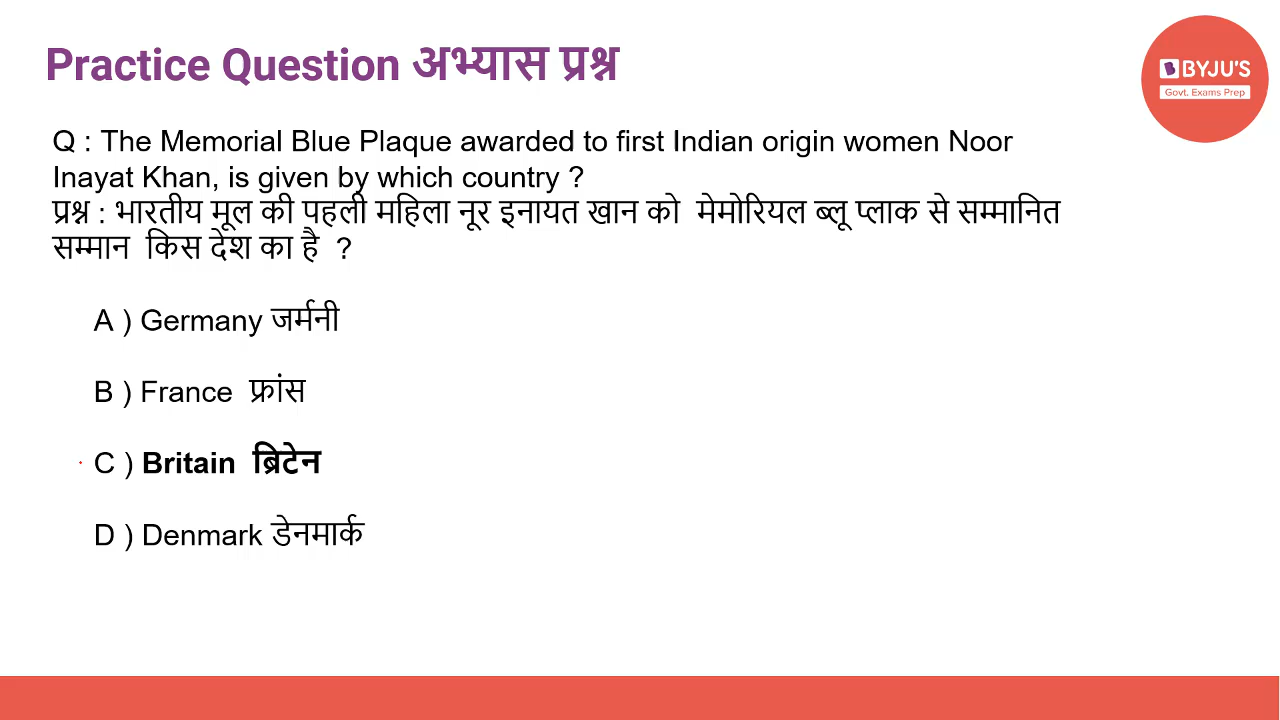 Practice Question अभ्यास प्रश्न
BYJU'S
Govt. Exams Prep
Q : The Memorial Blue Plaque awarded to first Indian origin women Noor
Inayat Khan, is given by which country ?
प्रश्न : भारतीय मूल की पहली महिला नूर इनायत खान को मेमोरियल ब्लू प्लाक से सम्मानित
सम्मान किस देश का है ?
A ) Germany जर्मनी
B ) France फ्रांस
C ) Britain ब्रिटेन
D ) Denmark डेनमार्क